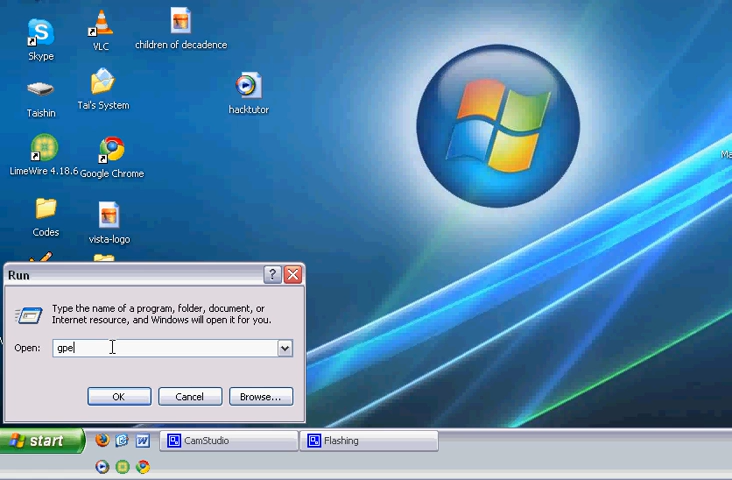 Skype
VLC
children of decadence
Taishin
Tai's System
hacktutor
LimeWire 4.18.6
Google Chrome
Codes
vista-logo
Run
Type the name of a program, folder, document, or
Internet resource, and Windows will open it for you.
Open:
gpe
OK
Cancel
Browse...
start
CamStudio
Flashing